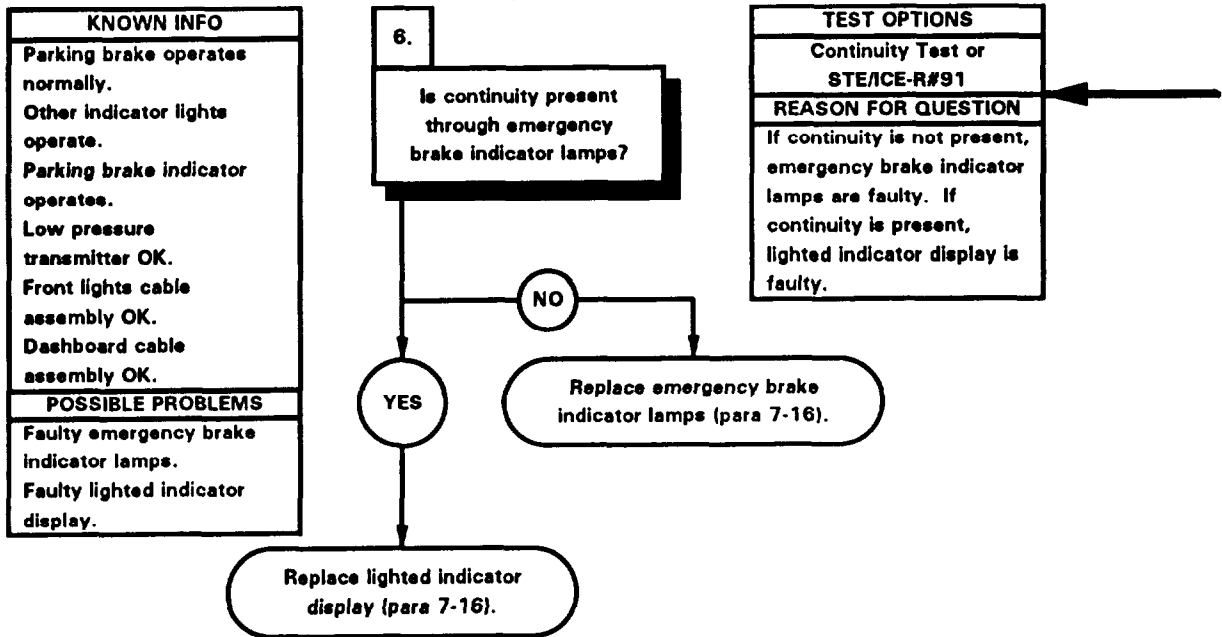 KNOWN INFO
Parking brake operates
normally.
Other indicator lights
operate.
Parking brake indicator
operates.
Low pressure
transmitter OK.
Front lights cable
assembly OK.
Dashboard cable
assembly OK.
POSSIBLE PROBLEMS
Faulty emergency brake
indicator lamps.
Faulty lighted indicator
display.
6.
Is continuity present
through emergency
brake indicator lamps?
NO
YES
Replace emergency brake
indicator lamps (para 7-16).
Replace lighted indicator
display (para 7-16).
TEST OPTIONS
Continuity Test or
STE/ICE-R#91
REASON FOR QUESTION
If continuity is not present,
emergency brake indicator
lamps are faulty. If
continuity is present,
lighted indicator display is
faulty.